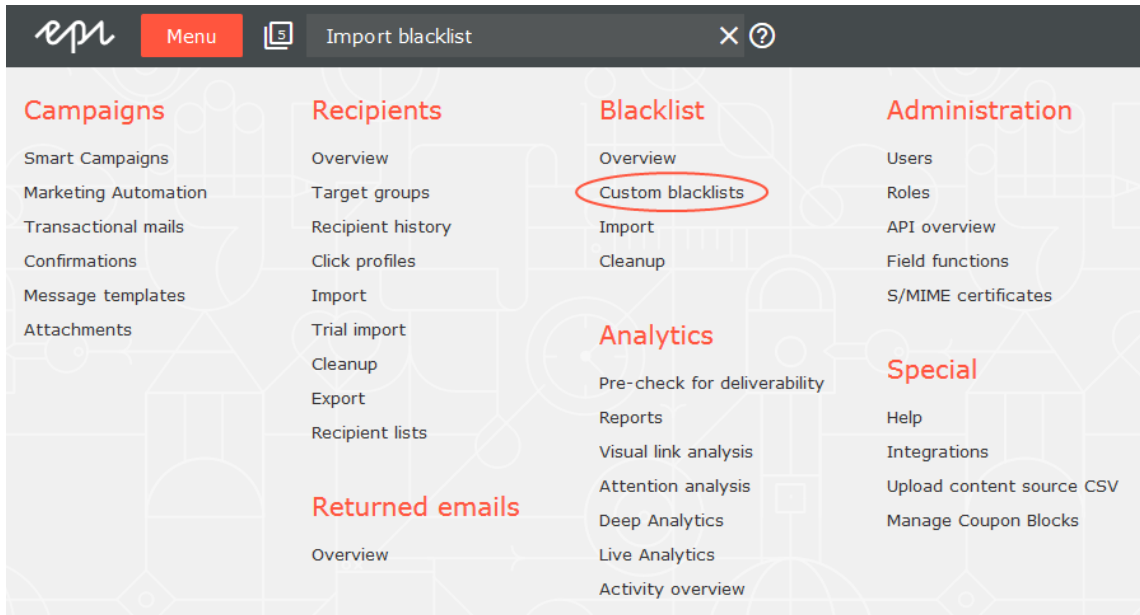 epi
Menu
5
Import blacklist
Campaigns
Smart Campaigns
Marketing Automation
Transactional mails
Confirmations
Message templates
Attachments
Recipients
Overview
Target groups
Recipient history
Click profiles
Import
Trial import
Cleanup
Export
Recipient lists
Returned emails
Overview
Blacklist
Overview
Custom blacklists
Import
Cleanup
Analytics
Pre-check for deliverability
Reports
Visual link analysis
Attention analysis
Deep Analytics
Live Analytics
Activity overview
Administration
Users
Roles
API overview
Field functions
S/MIME certificates
Special
Help
Integrations
Upload content source CSV
Manage Coupon Blocks